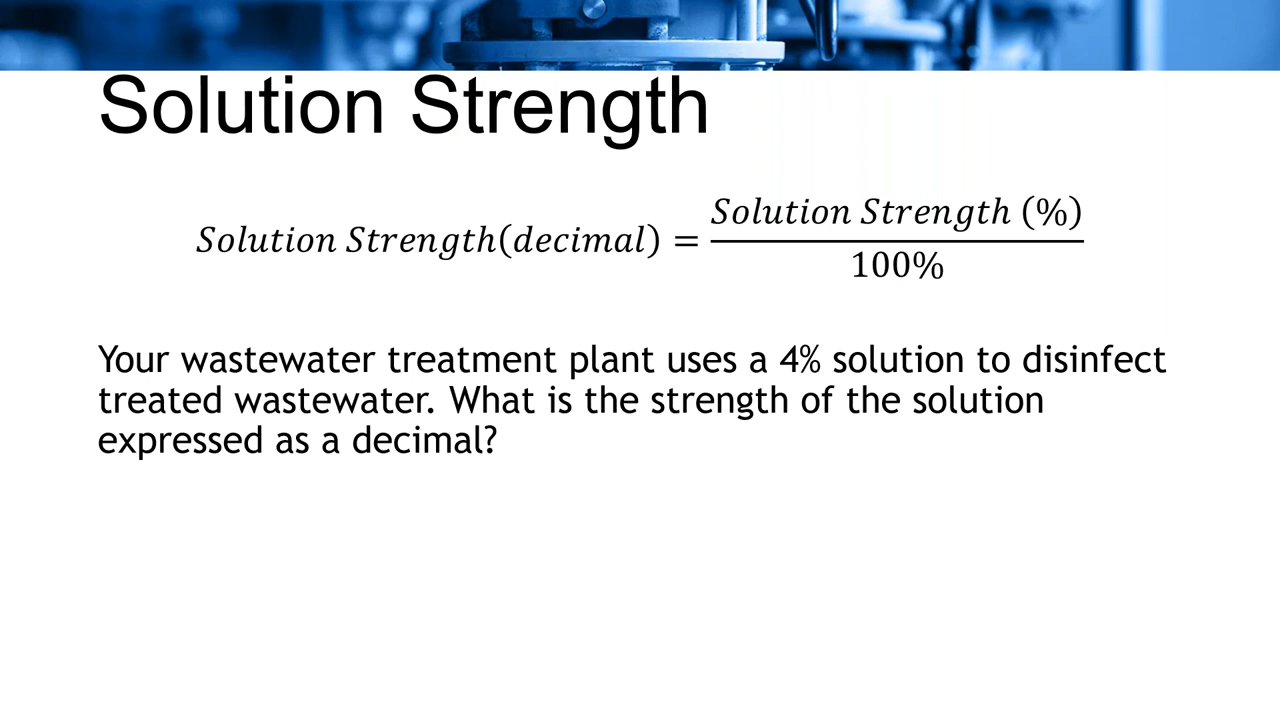 Solution Strength
Solution Strength(decimal) = Solution Strength (%) / 100%
Your wastewater treatment plant uses a 4% solution to disinfect
treated wastewater. What is the strength of the solution
expressed as a decimal?